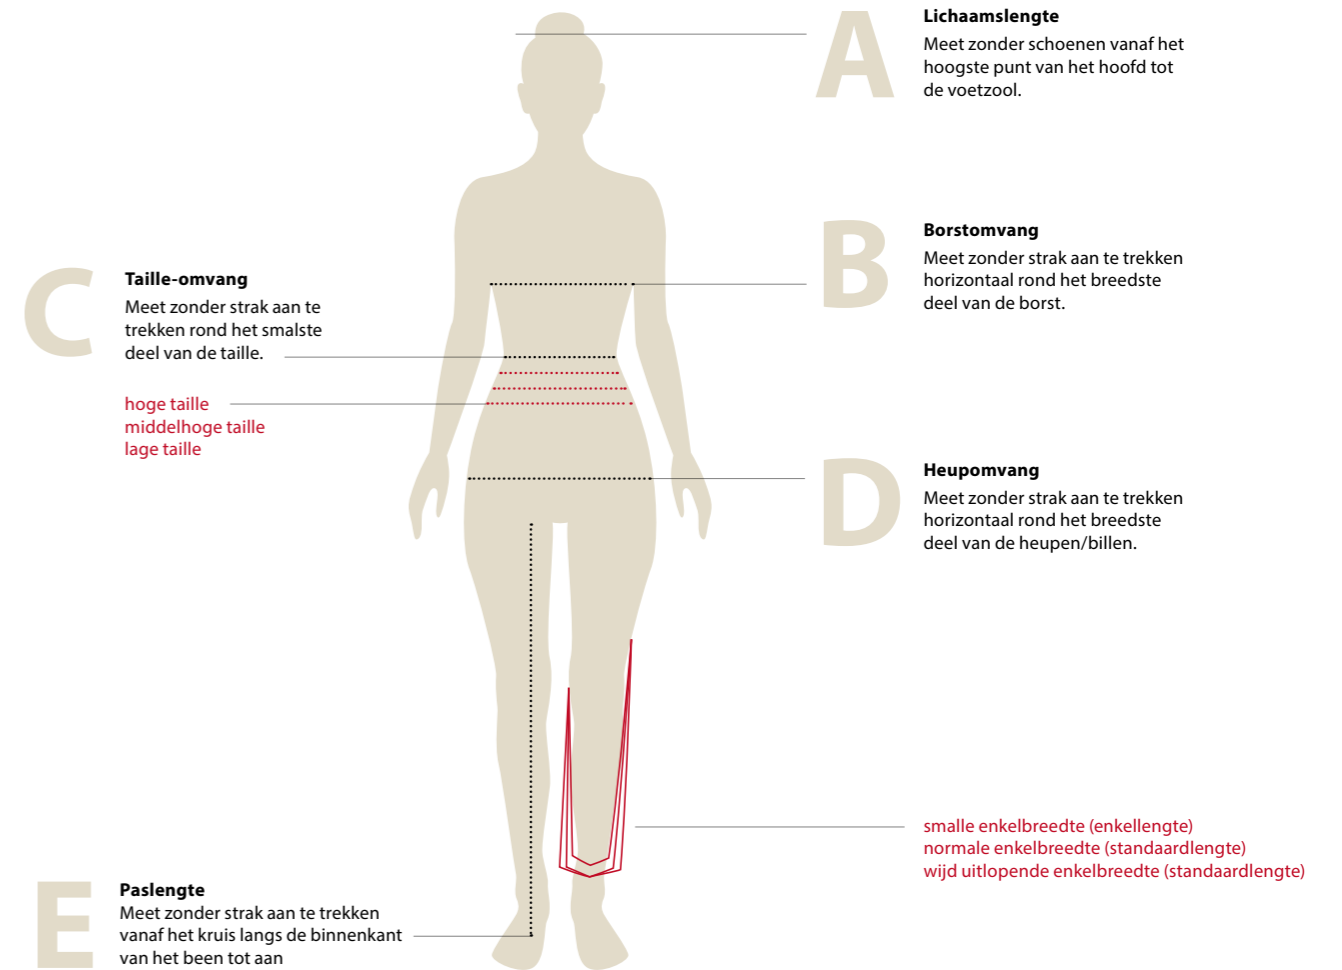 A
Lichaamslengte
Meet zonder schoenen vanaf het
hoogste punt van het hoofd tot
de voetzool.
B
Borstomvang
Meet zonder strak aan te trekken
horizontaal rond het breedste
deel van de borst.
C
Taille-omvang
Meet zonder strak aan te
trekken rond het smalste
deel van de taille.
hoge taille
middelhoge taille
lage taille
D
Heupomvang
Meet zonder strak aan te trekken
horizontaal rond het breedste
deel van de heupen/billen.
smalle enkelbreedte (enkellengte)
normale enkelbreedte (standaardlengte)
wijd uitlopende enkelbreedte (standaardlengte)
E
Paslengte
Meet zonder strak aan te trekken
vanaf het kruis langs de binnenkant
van het been tot aan